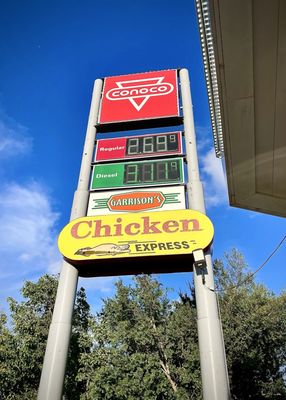 CONOCO
Regular
Diesel
GARRISON'S
Chicken
EXPRESS